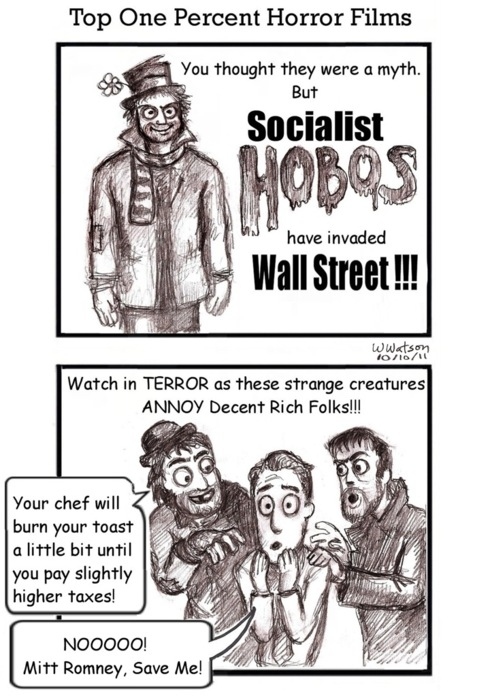 Top One Percent Horror Films
You thought they were a myth.
But
Socialist
HOBOS
have invaded
Wall Street !!!
WWatson
10/10/11
Watch in TERROR as these strange creatures
ANNOY Decent Rich Folks!!!
Your chef will
burn your toast
a little bit until
you pay slightly
higher taxes!
NOOOOO!
Mitt Romney, Save Me!